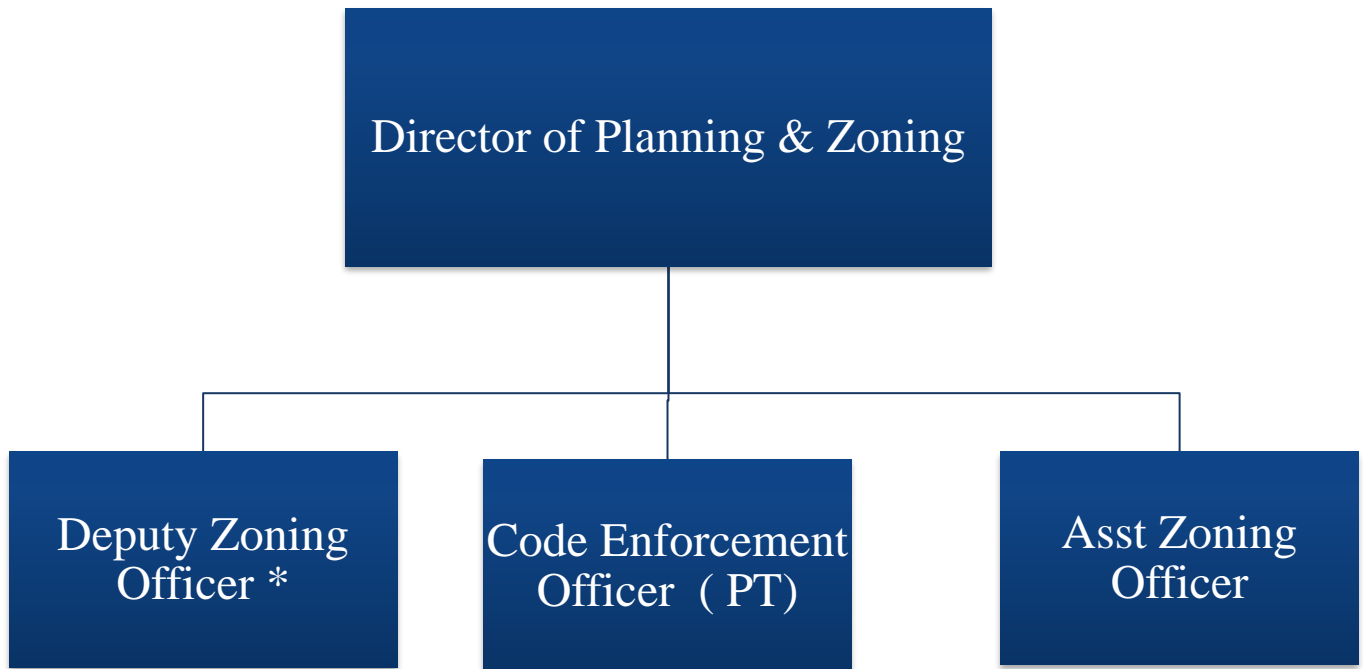 Director of Planning & Zoning
Deputy Zoning
Officer *
Code Enforcement
Officer  ( PT)
Asst Zoning
Officer